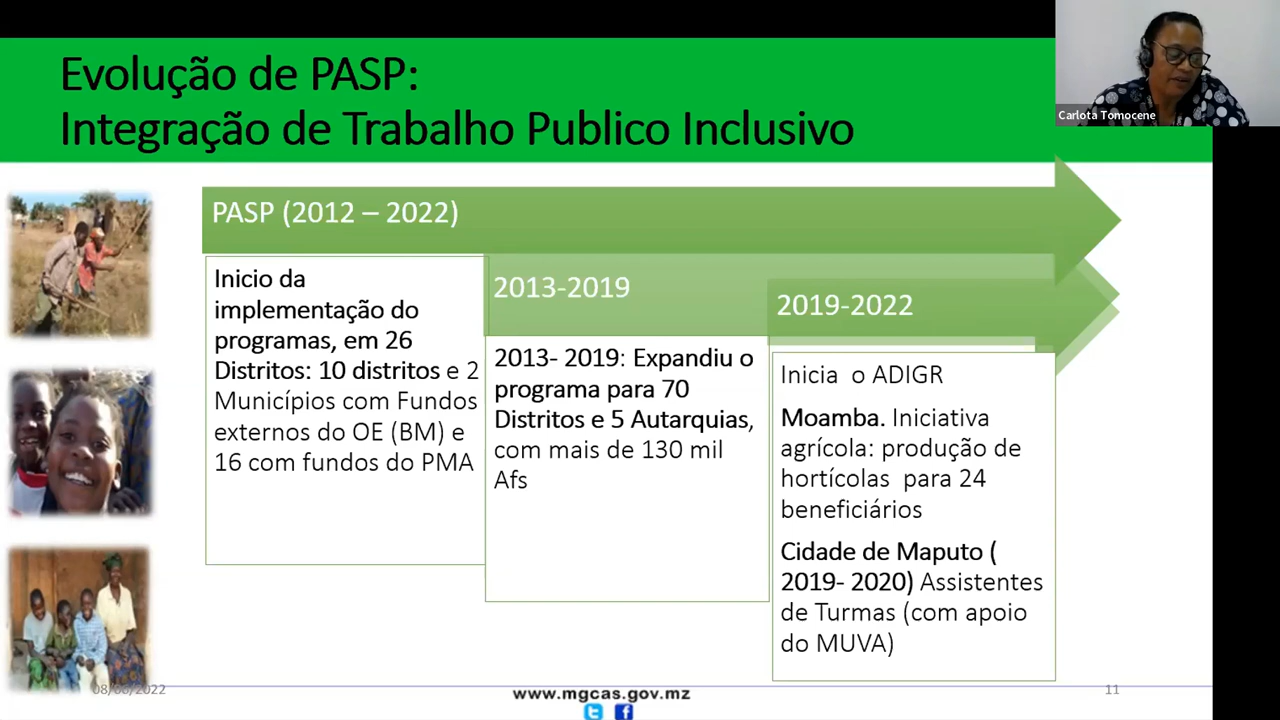 Evolução de PASP:
Integração de Trabalho Publico Inclusivo
Carlota Tomocene
PASP (2012 – 2022)
Inicio da
implementação do
programas, em 26
Distritos: 10 distritos e 2
Municípios com Fundos
externos do OE (BM) e
16 com fundos do PMA
2013-2019
2013- 2019: Expandiu o
programa para 70
Distritos e 5 Autarquias,
com mais de 130 mil
Afs
2019-2022
Inicia o ADIGR
Moamba. Iniciativa
agrícola: produção de
hortícolas para 24
beneficiários
Cidade de Maputo (
2019- 2020) Assistentes
de Turmas (com apoio
do MUVA)
08/06/2022
www.mgcas.gov.mz
11